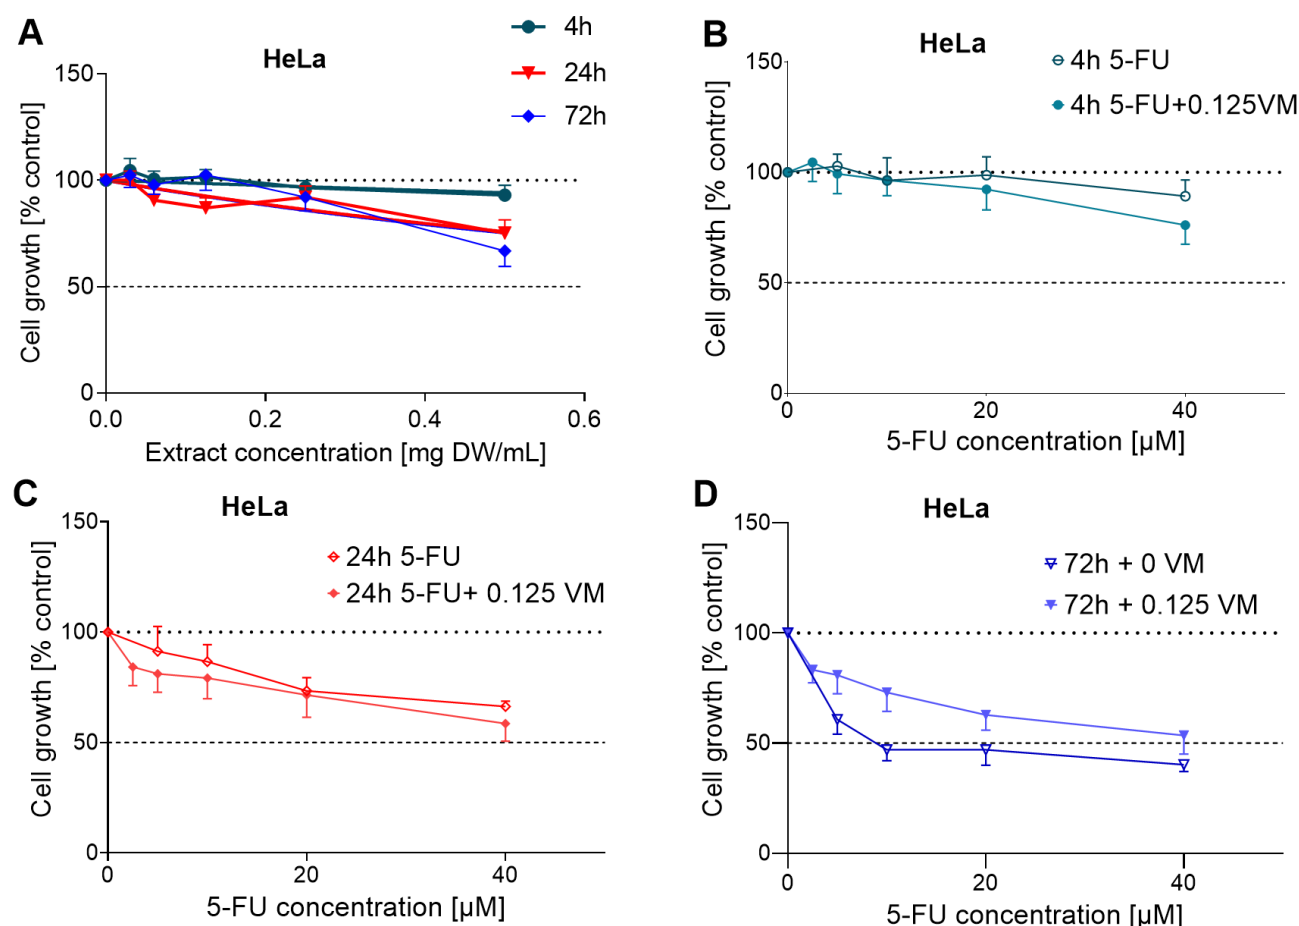 A
HeLa
4h
24h
72h
150
100
50
0
0.0
0.2
0.4
0.6
Cell growth [% control]
Extract concentration [mg DW/mL]
B
HeLa
4h 5-FU
4h 5-FU+0.125VM
150
100
50
0
0
20
40
Cell growth [% control]
5-FU concentration [µM]
C
HeLa
24h 5-FU
24h 5-FU+ 0.125 VM
150
100
50
0
0
20
40
Cell growth [% control]
5-FU concentration [µM]
D
HeLa
72h + 0 VM
72h + 0.125 VM
150
100
50
0
0
20
40
Cell growth [% control]
5-FU concentration [µM]